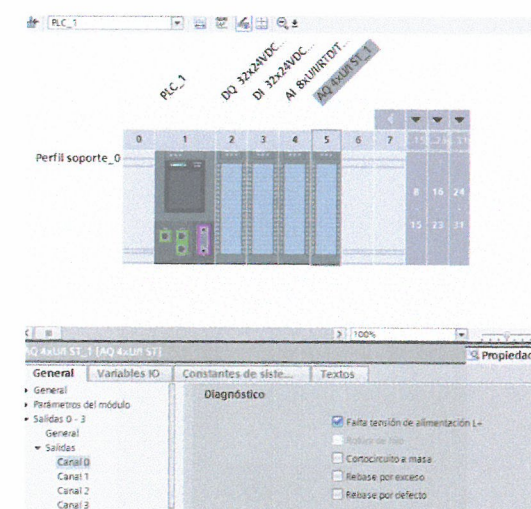 PLC_1
PLC_1
DQ 32x24VDC...
DI 32x24VDC...
AI 8xU/I/RTD/T...
AQ 4xU/I ST_1
0 1 2 3 4 5 6 7
Perfil soporte_0
8 16 24
15 23 31
100%
AQ 4xU/I ST_1 [AQ 4xU/I ST]
Propiedad
General Variables IO Constantes de siste... Textos
General
Parámetros del módulo
Salidas 0 - 3
General
Salidas
Canal 0
Canal 1
Canal 2
Canal 3
Diagnóstico
Falta tensión de alimentación L+
Rotura de hilo
Cortocircuito a masa
Rebase por exceso
Rebase por defecto